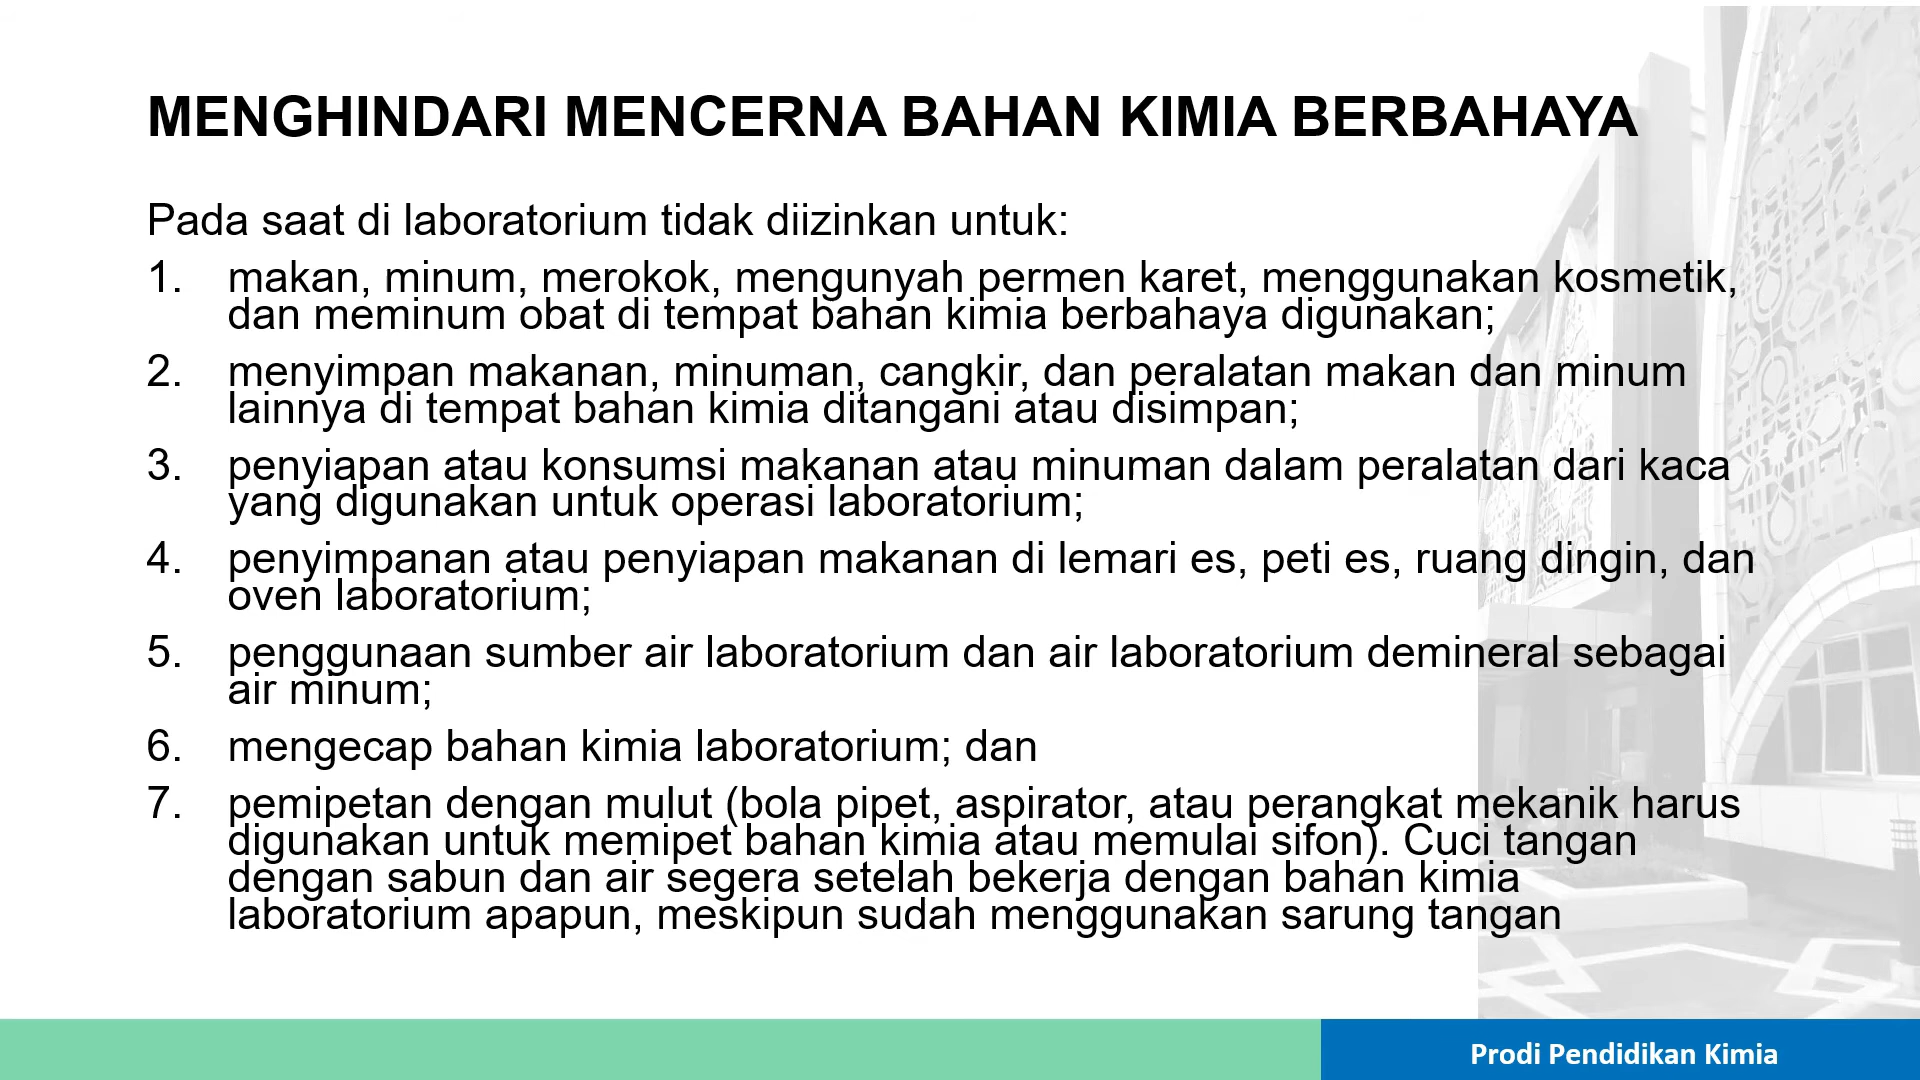 MENGHINDARI MENCERNA BAHAN KIMIA BERBAHAYA
Pada saat di laboratorium tidak diizinkan untuk:
1. makan, minum, merokok, mengunyah permen karet, menggunakan kosmetik,
dan meminum obat di tempat bahan kimia berbahaya digunakan;
2. menyimpan makanan, minuman, cangkir, dan peralatan makan dan minum
lainnya di tempat bahan kimia ditangani atau disimpan;
3. penyiapan atau konsumsi makanan atau minuman dalam peralatan dari kaca
yang digunakan untuk operasi laboratorium;
4. penyimpanan atau penyiapan makanan di lemari es, peti es, ruang dingin, dan
oven laboratorium;
5. penggunaan sumber air laboratorium dan air laboratorium demineral sebagai
air minum;
6. mengecap bahan kimia laboratorium; dan
7. pemipetan dengan mulut (bola pipet, aspirator, atau perangkat mekanik harus
digunakan untuk memipet bahan kimia atau memulai sifon). Cuci tangan
dengan sabun dan air segera setelah bekerja dengan bahan kimia
laboratorium apapun, meskipun sudah menggunakan sarung tangan
Prodi Pendidikan Kimia